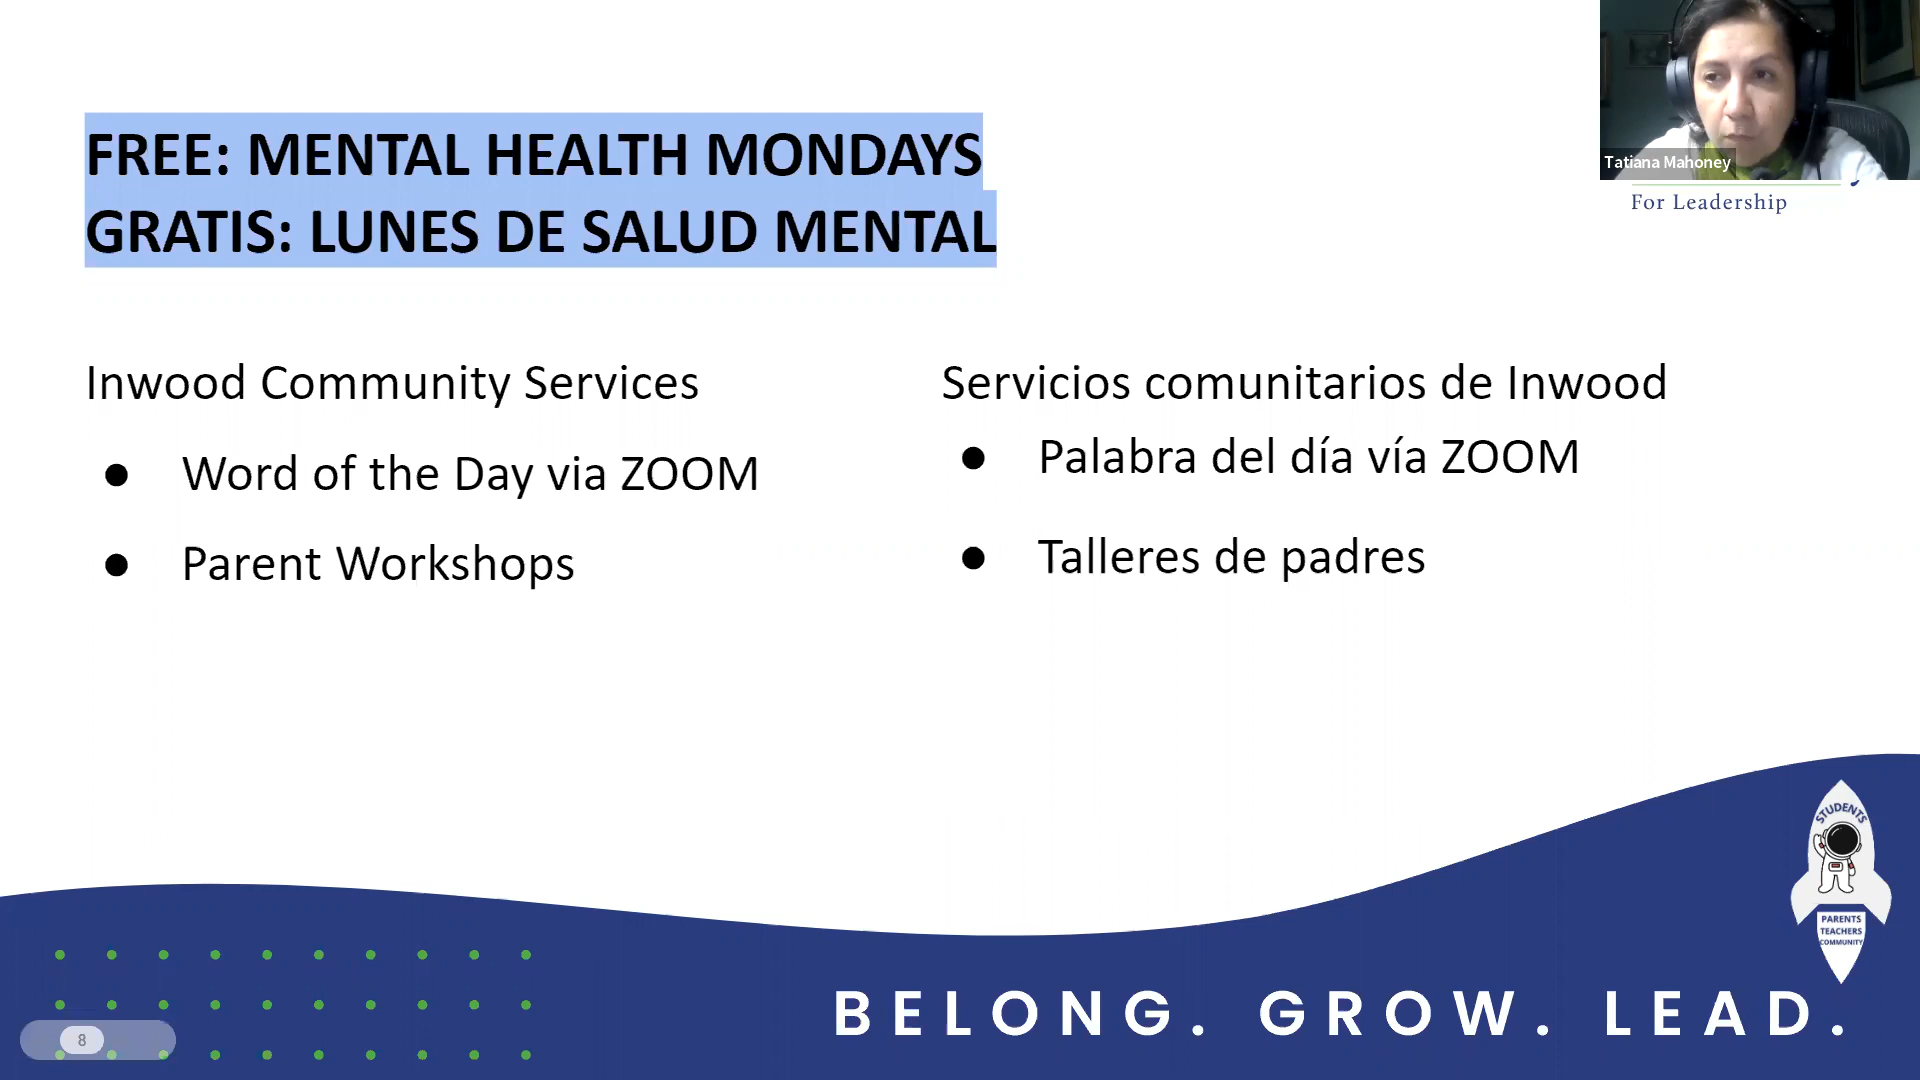 FREE: MENTAL HEALTH MONDAYS
GRATIS: LUNES DE SALUD MENTAL
Tatiana Mahoney
For Leadership
Inwood Community Services
● Word of the Day via ZOOM
● Parent Workshops
Servicios comunitarios de Inwood
● Palabra del día vía ZOOM
● Talleres de padres
STUDENTS
PARENTS
TEACHERS
COMMUNITY
BELONG. GROW. LEAD.
8